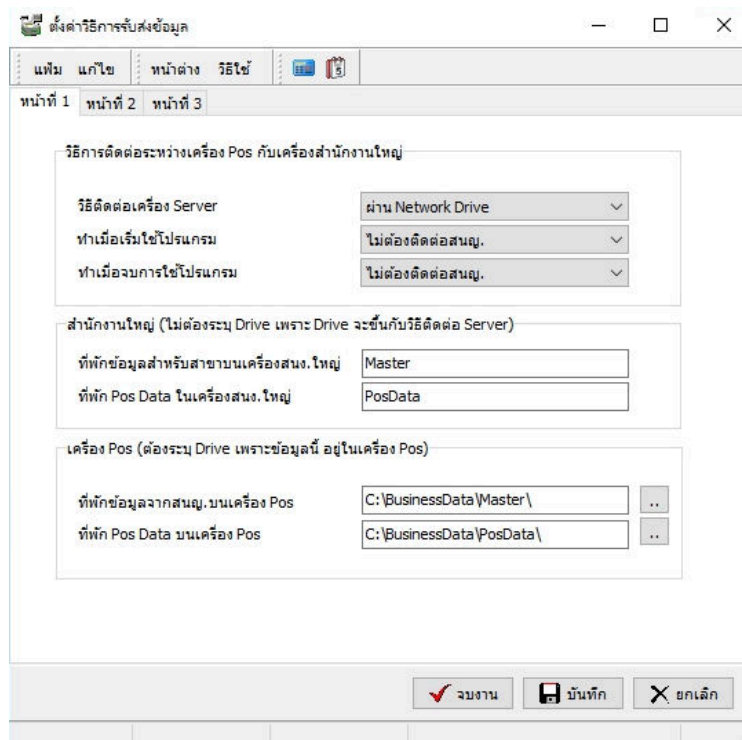 ตั้งค่าวิธีการรับส่งข้อมูล
แฟ้ม แก้ไข หน้าต่าง วิธีใช้ 5
หน้าที่ 1 หน้าที่ 2 หน้าที่ 3
วิธีการติดต่อระหว่างเครื่อง Pos กับเครื่องสำนักงานใหญ่
วิธีติดต่อเครื่อง Server ผ่าน Network Drive
ทำเมื่อเริ่มใช้โปรแกรม ไม่ต้องติดต่อสนญ.
ทำเมื่อจบการใช้โปรแกรม ไม่ต้องติดต่อสนญ.
สำนักงานใหญ่ (ไม่ต้องระบุ Drive เพราะ Drive จะขึ้นกับวิธีติดต่อ Server)
ที่พักข้อมูลสำหรับสาขาบนเครื่องสนง.ใหญ่ Master
ที่พัก Pos Data ในเครื่องสนง.ใหญ่ PosData
เครื่อง Pos (ต้องระบุ Drive เพราะข้อมูลนี้ อยู่ในเครื่อง Pos)
ที่พักข้อมูลจากสนญ.บนเครื่อง Pos C:\BusinessData\Master\ ..
ที่พัก Pos Data บนเครื่อง Pos C:\BusinessData\PosData\ ..
จบงาน บันทึก ยกเลิก